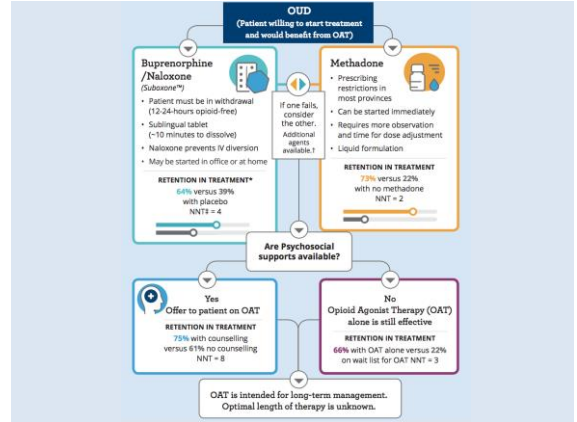 OUD
(Patient willing to start treatment
and would benefit from OAT)
Buprenorphine
/Naloxone
(Suboxone™)
• Patient must be in withdrawal
(12-24-hours opioid-free)
• Sublingual tablet
(~10 minutes to dissolve)
• Naloxone prevents IV diversion
• May be started in office or at home
RETENTION IN TREATMENT*
64% versus 39%
with placebo
NNT‡ = 4
If one fails,
consider
the other.
Additional
agents
available.†
Methadone
• Prescribing
restrictions in
most provinces
• Can be started immediately
• Requires more observation
and time for dose adjustment
• Liquid formulation
RETENTION IN TREATMENT
73% versus 22%
with no methadone
NNT = 2
Are Psychosocial
supports available?
Yes
Offer to patient on OAT
RETENTION IN TREATMENT
75% with counselling
versus 61% no counselling
NNT = 8
No
Opioid Agonist Therapy (OAT)
alone is still effective
RETENTION IN TREATMENT
66% with OAT alone versus 22%
on wait list for OAT NNT = 3
OAT is intended for long-term management.
Optimal length of therapy is unknown.